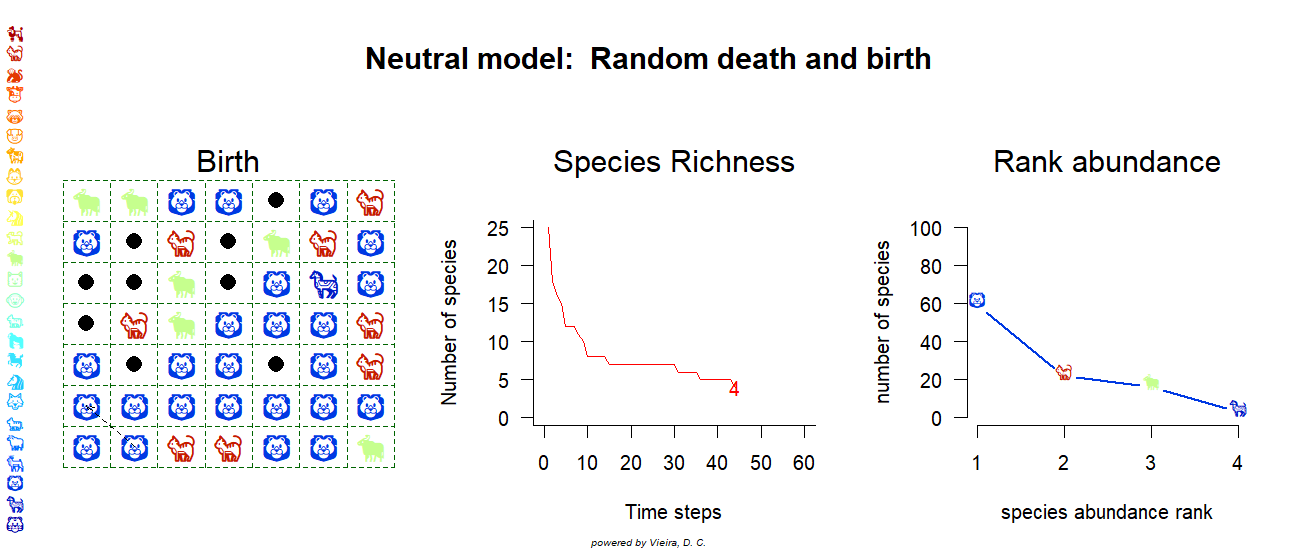 Neutral model:  Random death and birth
Birth
Species Richness
Number of species
25
20
15
10
5
0
4
0 10 20 30 40 50 60
Time steps
Rank abundance
number of species
100
80
60
40
20
0
1 2 3 4
species abundance rank
powered by Vieira, D. C.